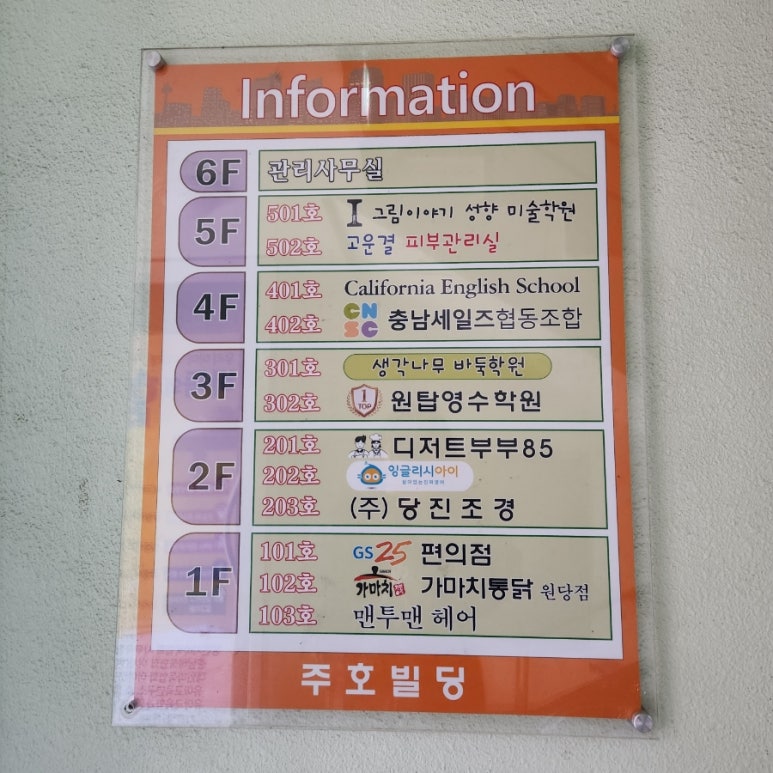 Information
6F 관리사무실
5F
501호 그림이야기 성향 미술학원
502호 고운결 피부관리실
4F
401호 California English School
402호 CNSC 충남세일즈협동조합
3F
301호 생각나무 바둑학원
302호 1 TOP 원탑영수학원
2F
201호 디저트부부85
202호 잉글리시아이
203호 (주) 당진조경
1F
101호 GS25 편의점
102호 가마치 가마치통닭 원당점
103호 맨투맨 헤어
주호빌딩